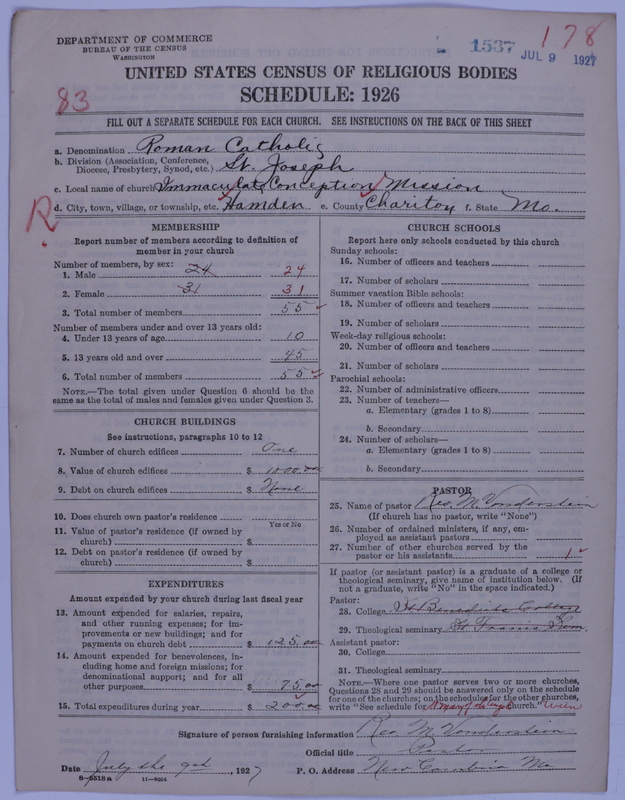 DEPARTMENT OF COMMERCE
BUREAU OF THE CENSUS
WASHINGTON
1537
178
JUL 9 1927
UNITED STATES CENSUS OF RELIGIOUS BODIES
83
SCHEDULE: 1926
FILL OUT A SEPARATE SCHEDULE FOR EACH CHURCH. SEE INSTRUCTIONS ON THE BACK OF THIS SHEET
a. Denomination Roman Catholic
b. Division (Association, Conference, Diocese, Presbytery, Synod, etc.) St. Joseph
c. Local name of church Immaculate Conception Mission
d. City, town, village, or township, etc. Hamden e. County Chariton f. State Mo.
R
MEMBERSHIP
Report number of members according to definition of member in your church
Number of members, by sex:
1. Male 24 24
2. Female 31 31
3. Total number of members 55
Number of members under and over 13 years old:
4. Under 13 years of age 10
5. 13 years old and over 45
6. Total number of members 55
NOTE.—The total given under Question 6 should be the same as the total of males and females given under Question 3.
CHURCH BUILDINGS
See instructions, paragraphs 10 to 12
7. Number of church edifices One
8. Value of church edifices $ 1000.00
9. Debt on church edifices $ None
10. Does church own pastor's residence
Yes or No
11. Value of pastor's residence (if owned by church) $
12. Debt on pastor's residence (if owned by church) $
EXPENDITURES
Amount expended by your church during last fiscal year
13. Amount expended for salaries, repairs, and other running expenses; for improvements or new buildings; and for payments on church debt $ 125.00
14. Amount expended for benevolences, including home and foreign missions; for denominational support; and for all other purposes $ 75.00
15. Total expenditures during year $ 200.00
CHURCH SCHOOLS
Report here only schools conducted by this church
Sunday schools:
16. Number of officers and teachers
17. Number of scholars
Summer vacation Bible schools:
18. Number of officers and teachers
19. Number of scholars
Week-day religious schools:
20. Number of officers and teachers
21. Number of scholars
Parochial schools:
22. Number of administrative officers
23. Number of teachers—
a. Elementary (grades 1 to 8)
b. Secondary
24. Number of scholars—
a. Elementary (grades 1 to 8)
b. Secondary
PASTOR
25. Name of pastor Rev. M. Vonderstein
(If church has no pastor, write "None")
26. Number of ordained ministers, if any, employed as assistant pastors
27. Number of other churches served by the pastor or his assistants 1
If pastor (or assistant pastor) is a graduate of a college or theological seminary, give name of institution below. (If not a graduate, write "No" in the space indicated.)
Pastor:
28. College St Benedicts College
29. Theological seminary St. Francis Sem
Assistant pastor:
30. College
31. Theological seminary
NOTE.—Where one pastor serves two or more churches, Questions 28 and 29 should be answered only on the schedule for one of the churches; on the schedules for the other churches, write "See schedule for church."
Signature of person furnishing information Rev M Vonderstein
Official title Pastor
Date July the 9th, 1927 P. O. Address New Cambria Mo
8-5518a 11-9054